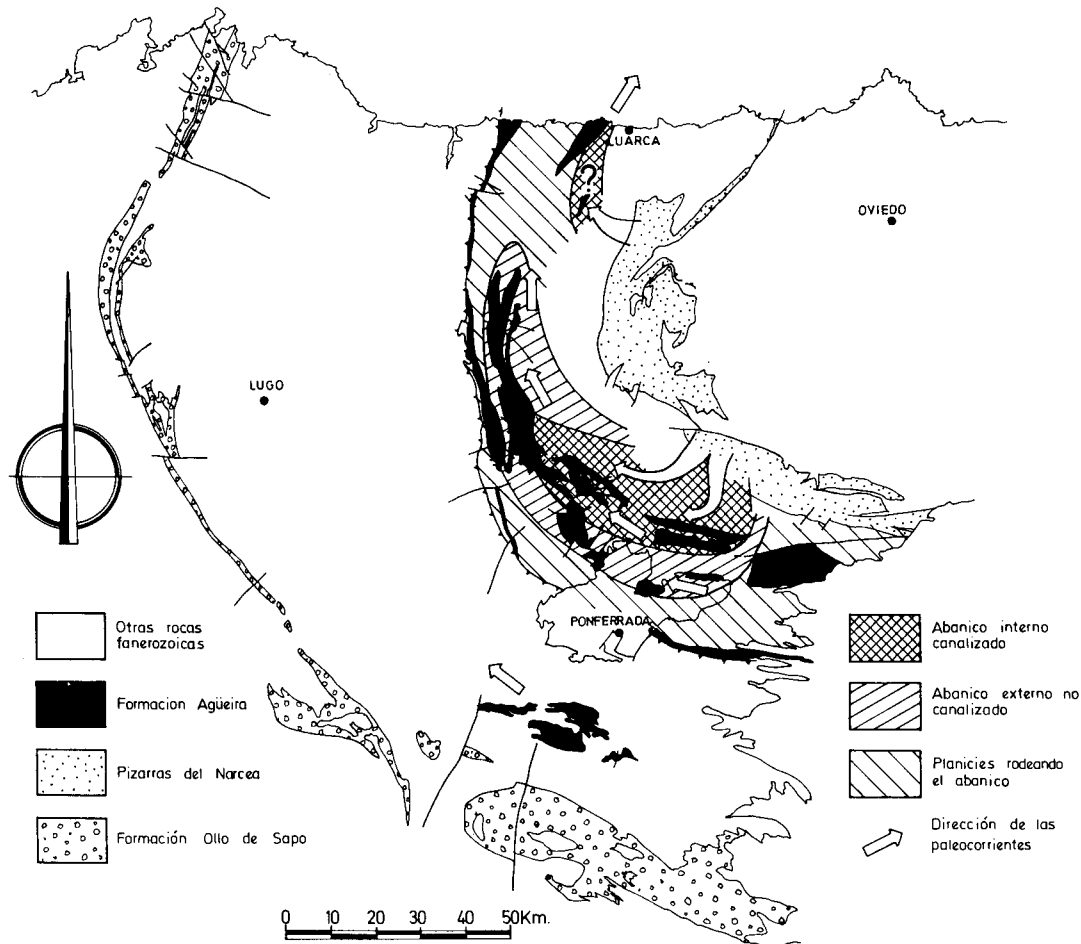 LUARCA
?
OVIEDO
LUGO
PONFERRADA
Otras rocas
fanerozoicas
Formacion Agüeira
Pizarras del Narcea
Formación Ollo de Sapo
Abanico interno
canalizado
Abanico externo no
canalizado
Planicies rodeando
el abanico
Dirección de las
paleocorrientes
0 10 20 30 40 50Km.